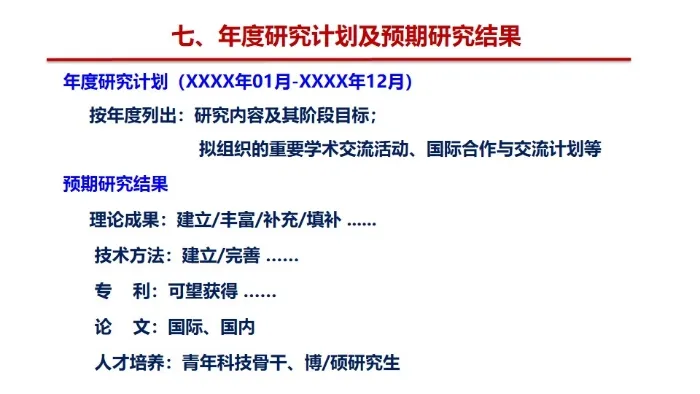 七、年度研究计划及预期研究结果
年度研究计划（XXXX年01月-XXXX年12月）
按年度列出：研究内容及其阶段目标；
拟组织的重要学术交流活动、国际合作与交流计划等
预期研究结果
理论成果：建立/丰富/补充/填补 ......
技术方法：建立/完善 ......
专 利：可望获得 ......
论 文：国际、国内
人才培养：青年科技骨干、博/硕研究生